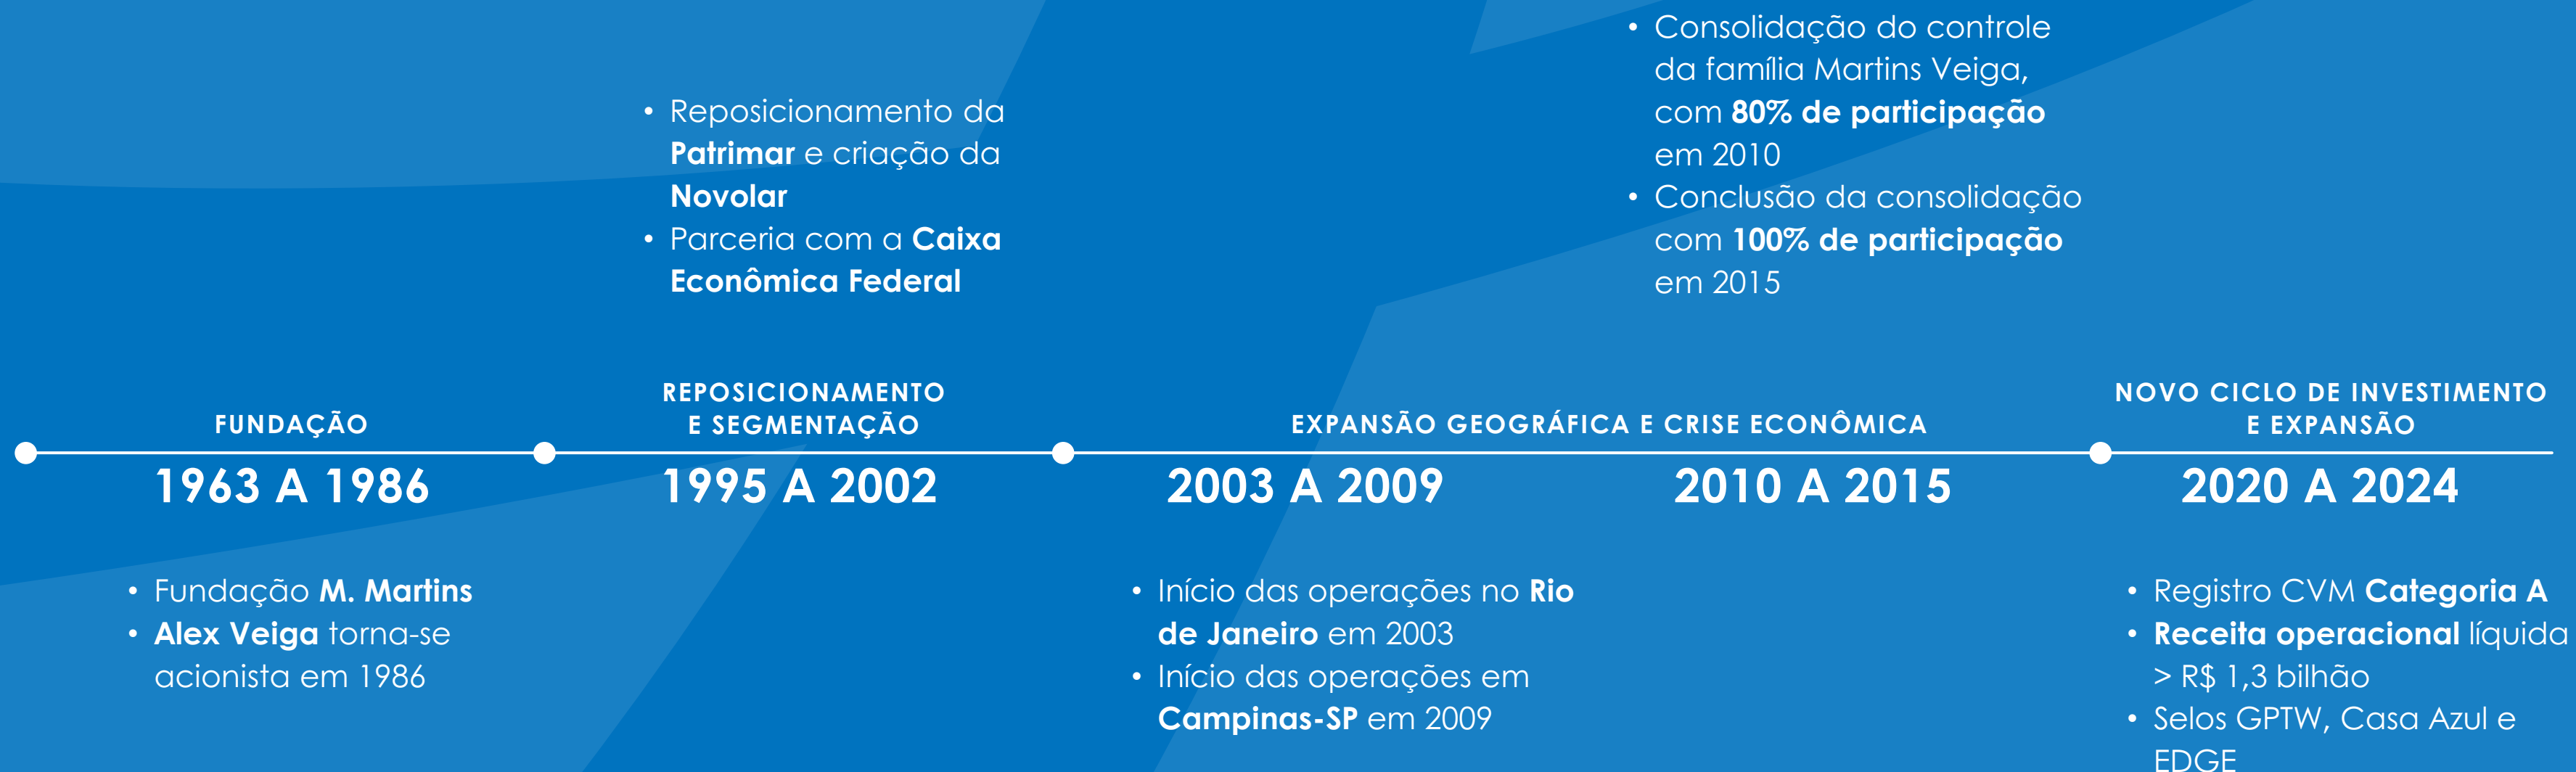 • Consolidação do controle
da família Martins Veiga,
com 80% de participação
em 2010
• Conclusão da consolidação
com 100% de participação
em 2015
• Reposicionamento da
Patrimar e criação da
Novolar
• Parceria com a Caixa
Econômica Federal
FUNDAÇÃO
REPOSICIONAMENTO
E SEGMENTAÇÃO
EXPANSÃO GEOGRÁFICA E CRISE ECONÔMICA
NOVO CICLO DE INVESTIMENTO
E EXPANSÃO
1963 A 1986
1995 A 2002
2003 A 2009
2010 A 2015
2020 A 2024
• Fundação M. Martins
• Alex Veiga torna-se
acionista em 1986
• Início das operações no Rio
de Janeiro em 2003
• Início das operações em
Campinas-SP em 2009
• Registro CVM Categoria A
• Receita operacional líquida
> R$ 1,3 bilhão
• Selos GPTW, Casa Azul e
EDGE